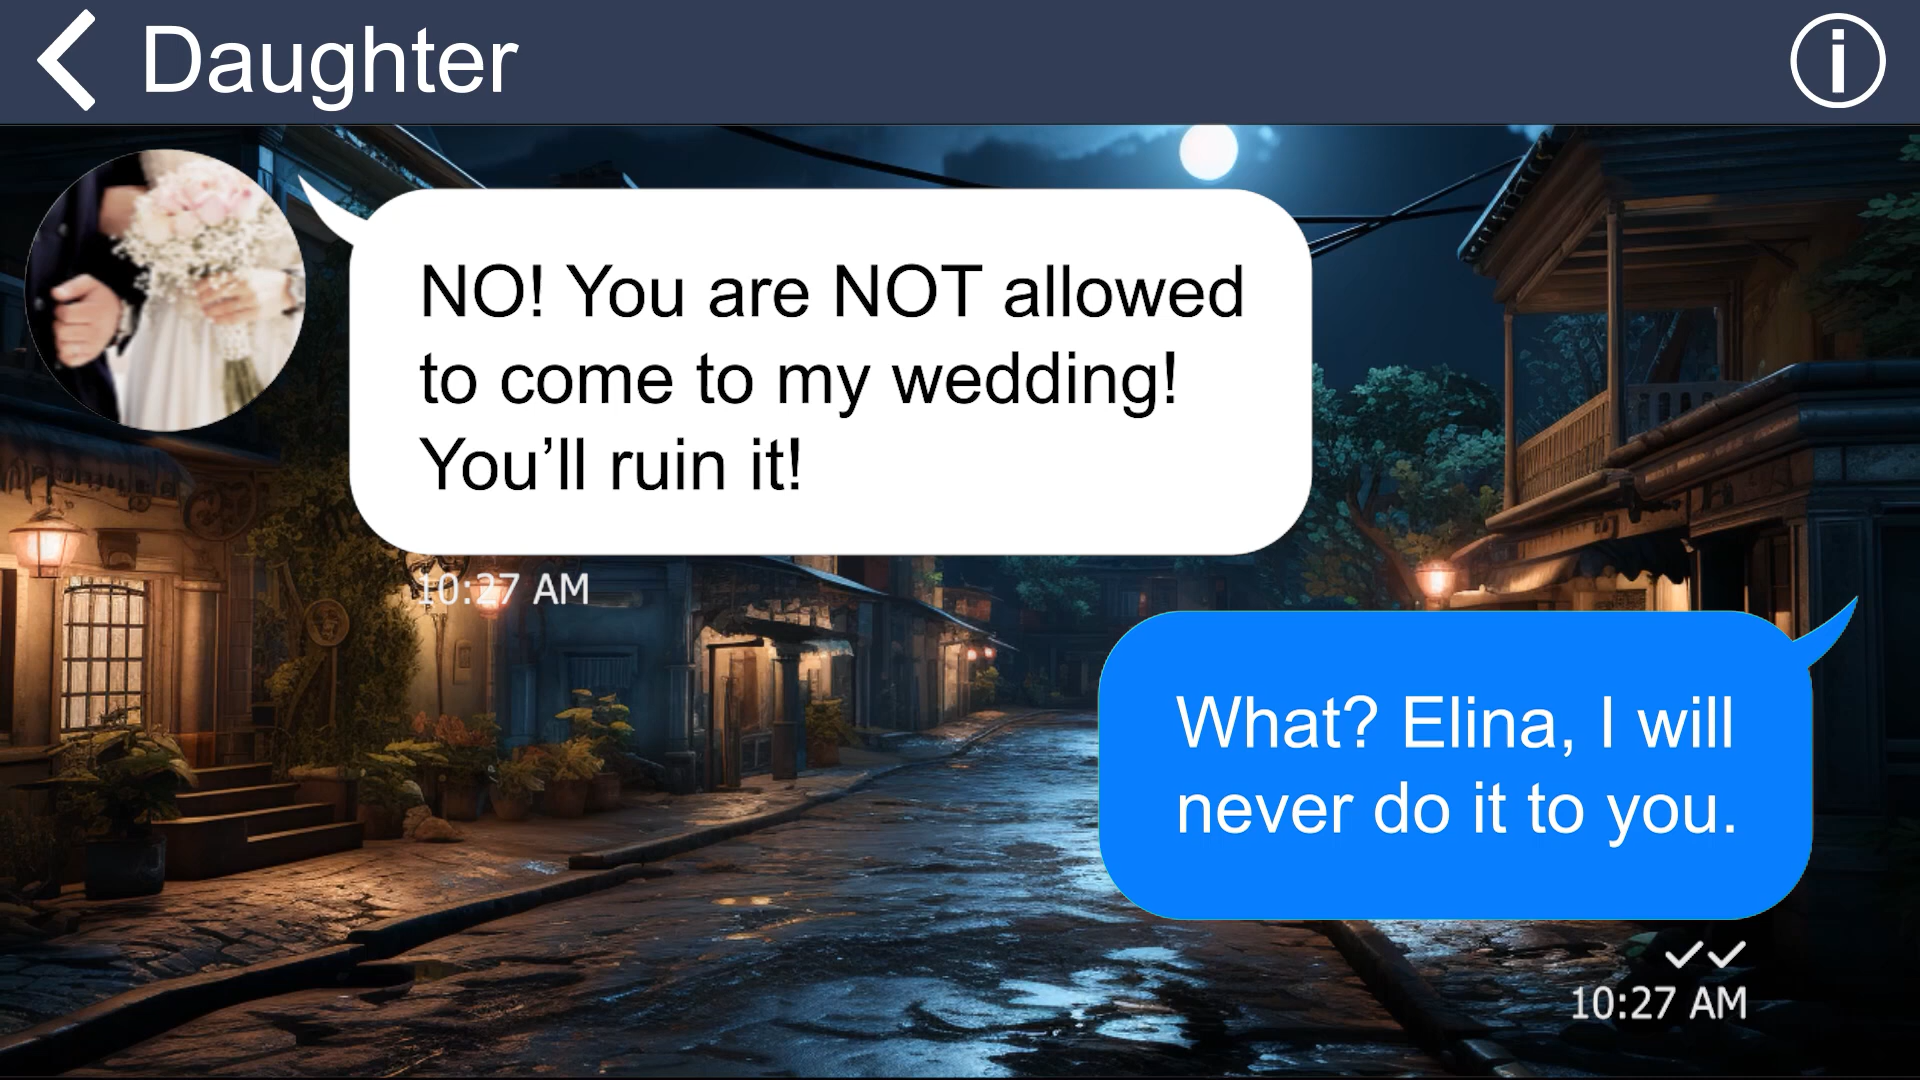 Daughter
NO! You are NOT allowed
to come to my wedding!
You’ll ruin it!
10:27 AM
What? Elina, I will
never do it to you.
10:27 AM